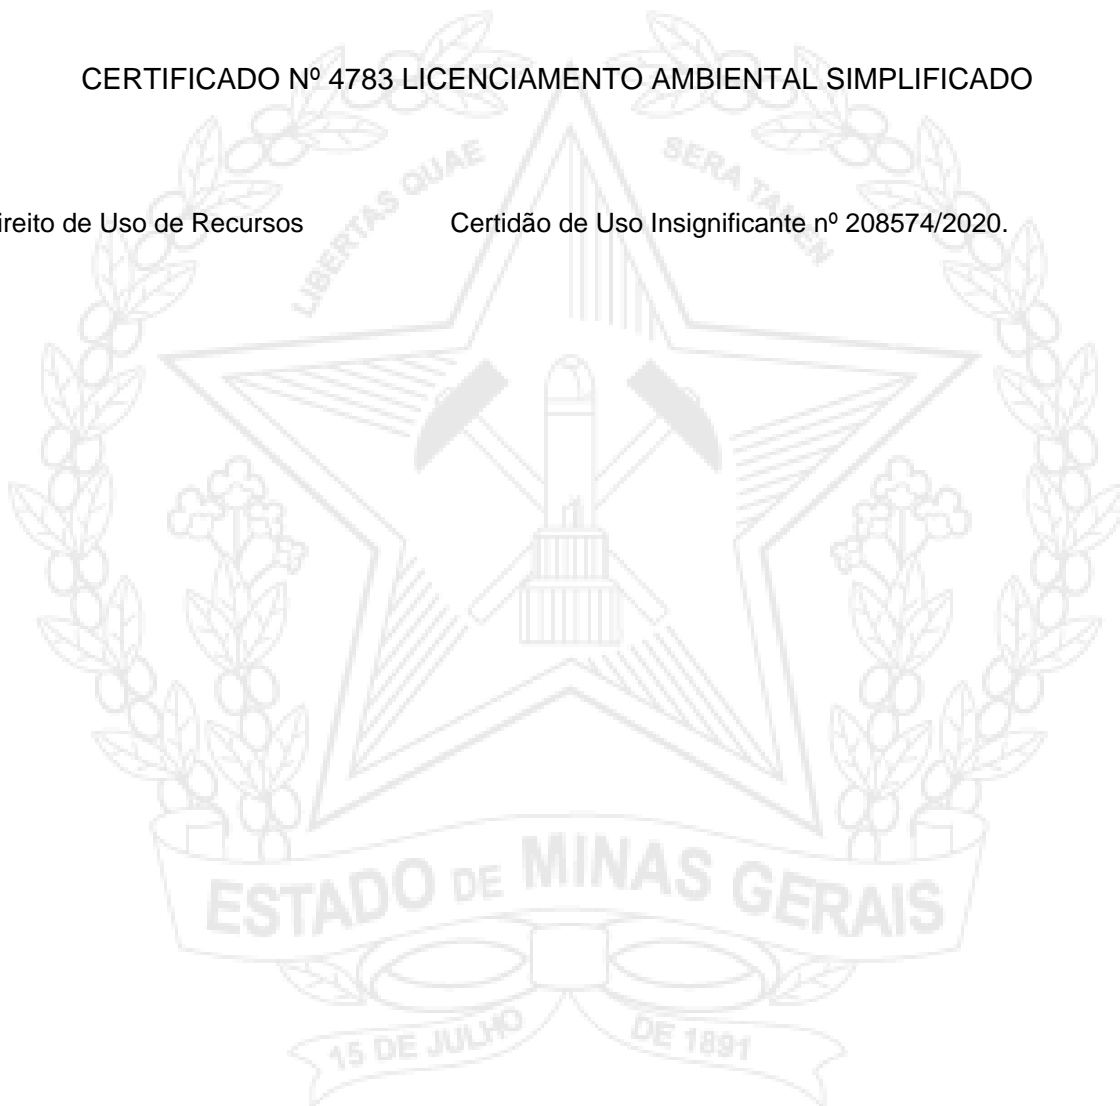 CERTIFICADO Nº 4783 LICENCIAMENTO AMBIENTAL SIMPLIFICADO
LIBERTAS QUAE SERA TAMEN
ireito de Uso de Recursos Certidão de Uso Insignificante nº 208574/2020.
ESTADO DE MINAS GERAIS
15 DE JULHO DE 1891